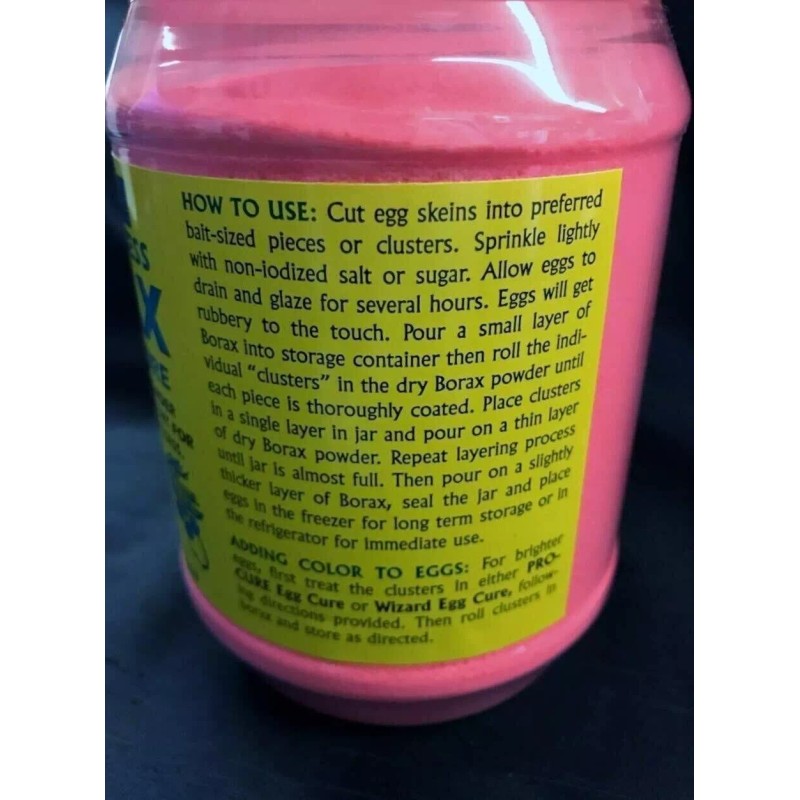 HOW TO USE: Cut egg skeins into preferred
bait-sized pieces or clusters. Sprinkle lightly
with non-iodized salt or sugar. Allow eggs to
drain and glaze for several hours. Eggs will get
rubbery to the touch. Pour a small layer of
Borax into storage container then roll the indi-
vidual "clusters" in the dry Borax powder until
each piece is thoroughly coated. Place clusters
in a single layer in jar and pour on a thin layer
of dry Borax powder. Repeat layering process
until jar is almost full. Then pour on a slightly
thicker layer of Borax, seal the jar and place
eggs in the freezer for long term storage or in
the refrigerator for immediate use.
ADDING COLOR TO EGGS: For brighter
eggs, first treat the clusters in either PRO-
CURE Egg Cure or Wizard Egg Cure, follow-
ing directions provided. Then roll clusters in
borax and store as directed.
ESS
X
RE
DER
FOR